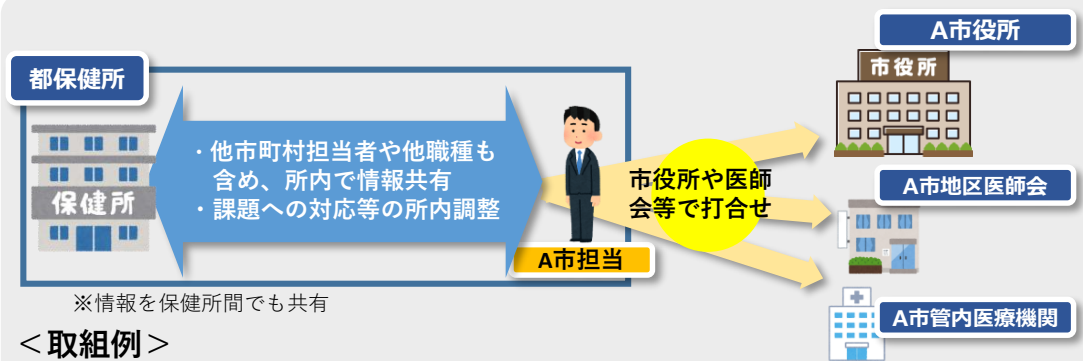 A市役所
市役所
都保健所
・他市町村担当者や他職種も
含め、所内で情報共有
・課題への対応等の所内調整
保健所
市役所や医師
会等で打合せ
A市地区医師会
A市担当
※情報を保健所間でも共有
A市管内医療機関
＜取組例＞